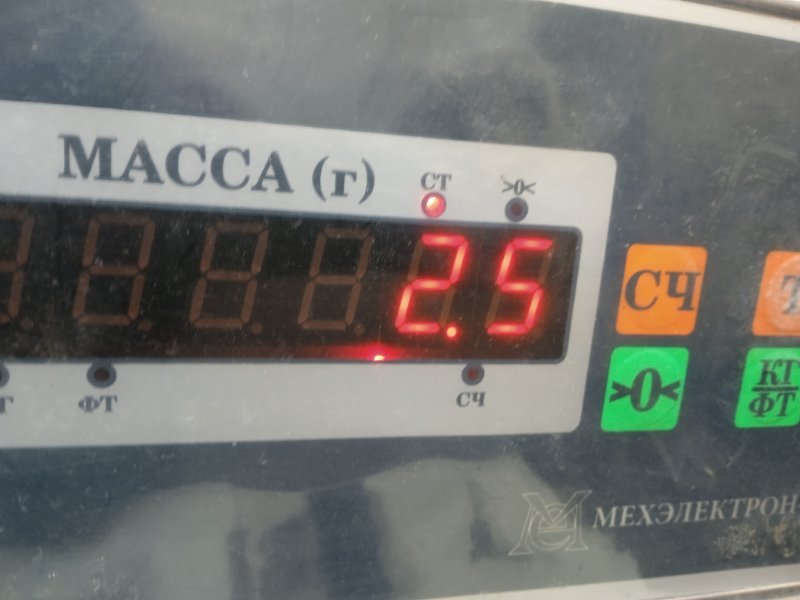 МАССА (г)
СТ >0<
2.5
СЧ Т
>0< КГ/ФТ
Г ФТ СЧ
МЕХЭЛЕКТРОН